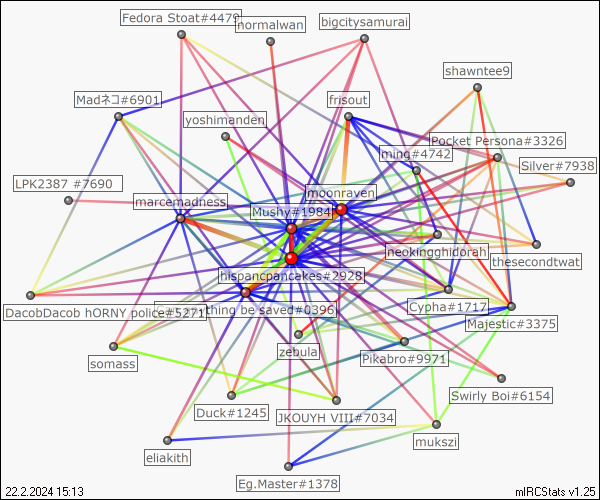 Fedora Stoat#4479
normalwan
bigcitysamurai
shawntee9
Madネコ#6901
frisout
yoshimanden
Pocket Persona#3326
ming#4742
Silver#7938
LPK2387 #7690
moonraven
marcemadness
Mushy#1984
neokingghidorah
thesecondtwat
hispancpancakes#2928
DacobDacob hORNY police#5271
thing be saved#0396
Cypha#1717
Majestic#3375
zebula
Pikabro#9971
somass
Swirly Boi#6154
Duck#1245
JKOUYH VIII#7034
mukszi
eliakith
Eg.Master#1378
22.2.2024 15:13
mIRCStats v1.25